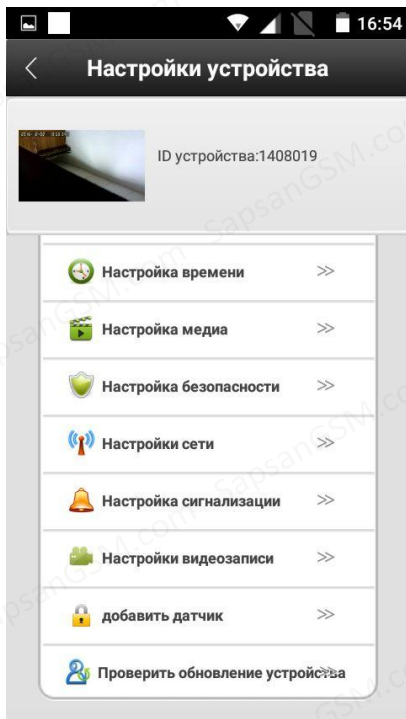 16:54
Настройки устройства
ID устройства:1408019
Настройка времени
Настройка медиа
Настройка безопасности
Настройки сети
Настройка сигнализации
Настройки видеозаписи
добавить датчик
Проверить обновление устройства
SapsanGSM.com